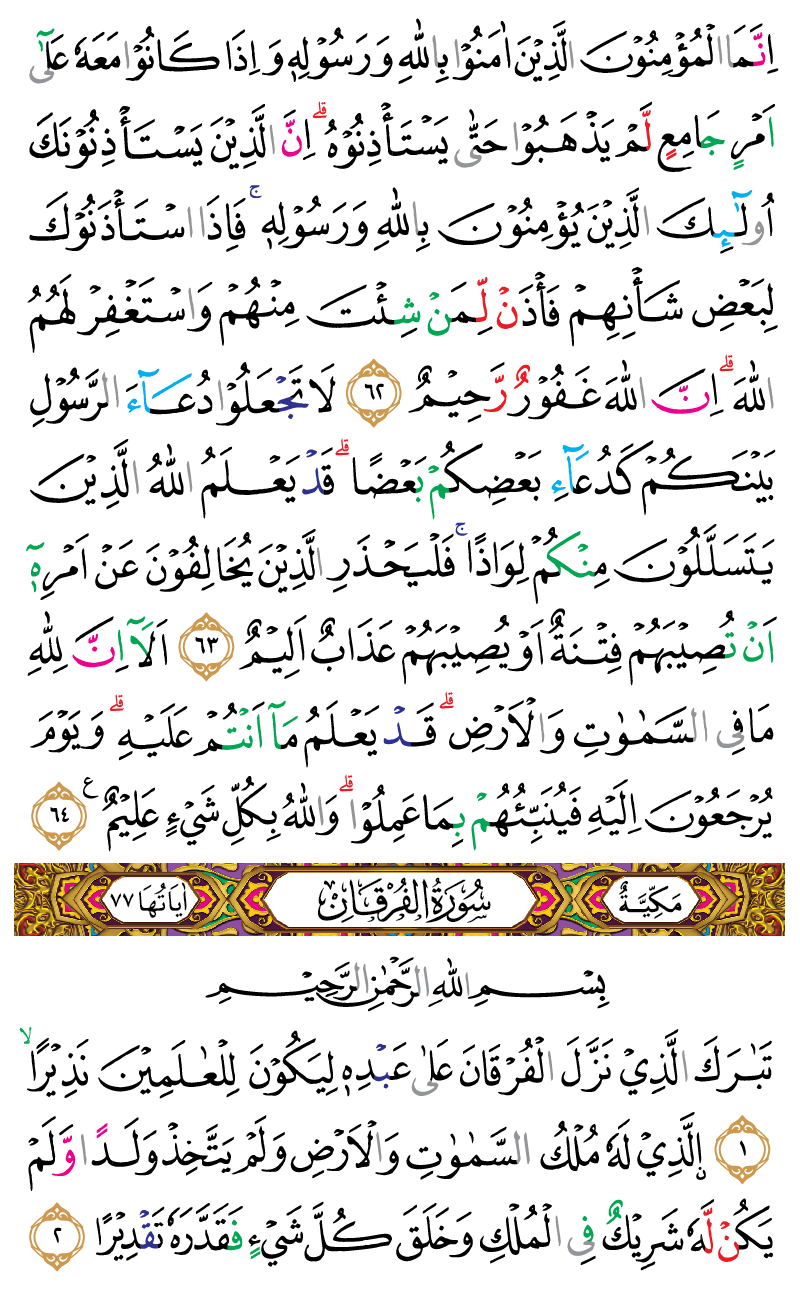 اِنَّمَا الْمُؤْمِنُوْنَ الَّذِيْنَ اٰمَنُوْا بِاللّٰهِ وَ رَسُوْلِهٖ وَ اِذَا كَانُوْا مَعَهٗ عَلٰۤى
اَمْرٍ جَامِعٍ لَّمْ يَذْهَبُوْا حَتّٰى يَسْتَاْذِنُوْهُ ؕ اِنَّ الَّذِيْنَ يَسْتَاْذِنُوْنَكَ
اُولٰٓىِٕكَ الَّذِيْنَ يُؤْمِنُوْنَ بِاللّٰهِ وَ رَسُوْلِهٖ ۚ فَاِذَا اسْتَاْذَنُوْكَ
لِبَعْضِ شَاْنِهِمْ فَاْذَنْ لِّمَنْ شِئْتَ مِنْهُمْ وَ اسْتَغْفِرْ لَهُمُ
اللّٰهَ ۗ اِنَّ اللّٰهَ غَفُوْرٌ رَّحِيْمٌ ٦٢ لَا تَجْعَلُوْا دُعَآءَ الرَّسُوْلِ
بَيْنَكُمْ كَدُعَآءِ بَعْضِكُمْ بَعْضًا ۗ قَدْ يَعْلَمُ اللّٰهُ الَّذِيْنَ
يَتَسَلَّلُوْنَ مِنْكُمْ لِوَاذًا ۚ فَلْيَحْذَرِ الَّذِيْنَ يُخَالِفُوْنَ عَنْ اَمْرِهٖۤ
اَنْ تُصِيْبَهُمْ فِتْنَةٌ اَوْ يُصِيْبَهُمْ عَذَابٌ اَلِيْمٌ ٦٣ اَلَاۤ اِنَّ لِلّٰهِ
مَا فِى السَّمٰوٰتِ وَ الْاَرْضِ ۗ قَدْ يَعْلَمُ مَاۤ اَنْتُمْ عَلَيْهِ ۗ وَ يَوْمَ
يُرْجَعُوْنَ اِلَيْهِ فَيُنَبِّئُهُمْ بِمَا عَمِلُوْا ۗ وَ اللّٰهُ بِكُلِّ شَيْءٍ عَلِيْمٌ ع ٦٤
مَكِّيَّةٌ سُوْرَةُ الْفُرْقَانِ اٰيَاتُهَا ٧٧
بِسْمِ اللّٰهِ الرَّحْمٰنِ الرَّحِيْمِ
تَبٰرَكَ الَّذِيْ نَزَّلَ الْفُرْقَانَ عَلٰى عَبْدِهٖ لِيَكُوْنَ لِلْعٰلَمِيْنَ نَذِيْرًا ۙ
١ ۨالَّذِيْ لَهٗ مُلْكُ السَّمٰوٰتِ وَ الْاَرْضِ وَ لَمْ يَتَّخِذْ وَلَدًا وَّ لَمْ
يَكُنْ لَّهٗ شَرِيْكٌ فِى الْمُلْكِ وَ خَلَقَ كُلَّ شَيْءٍ فَقَدَّرَهٗ تَقْدِيْرًا ٢